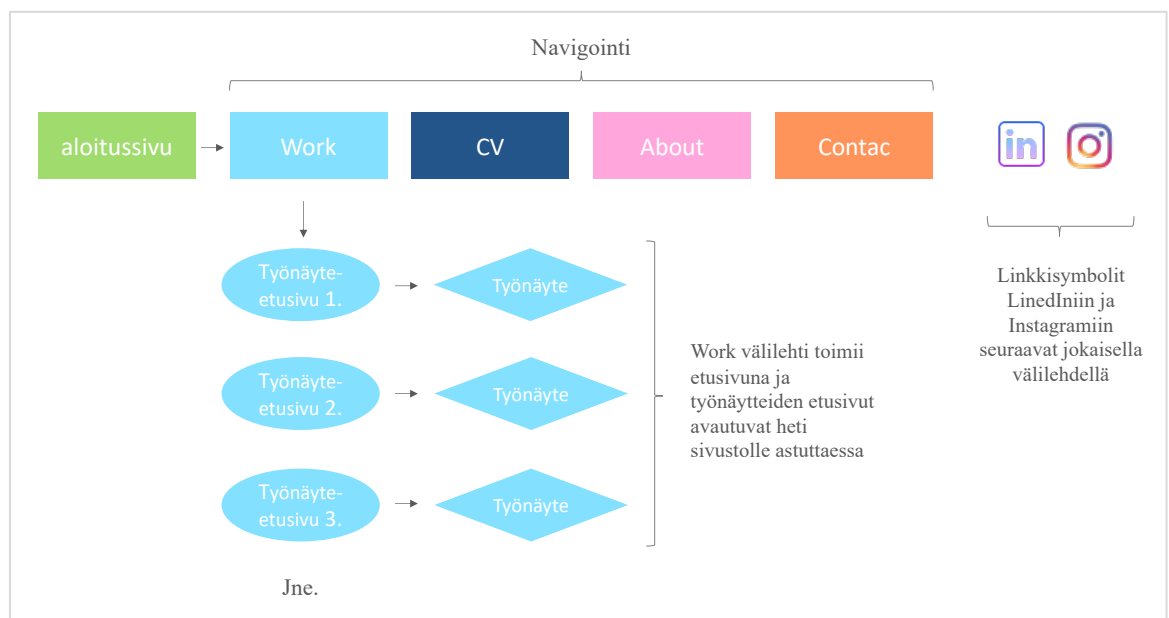 Navigointi
aloitussivu
Work
CV
About
Contac
in
Työnäyte-
etusivu 1.
Työnäyte
Työnäyte-
etusivu 2.
Työnäyte
Työnäyte-
etusivu 3.
Työnäyte
Jne.
Work välilehti toimii
etusivuna ja
työnäytteiden etusivut
avautuvat heti
sivustolle astuttaessa
Linkkisymbolit
LinedIniin ja
Instagramiin
seuraavat jokaisella
välilehdellä